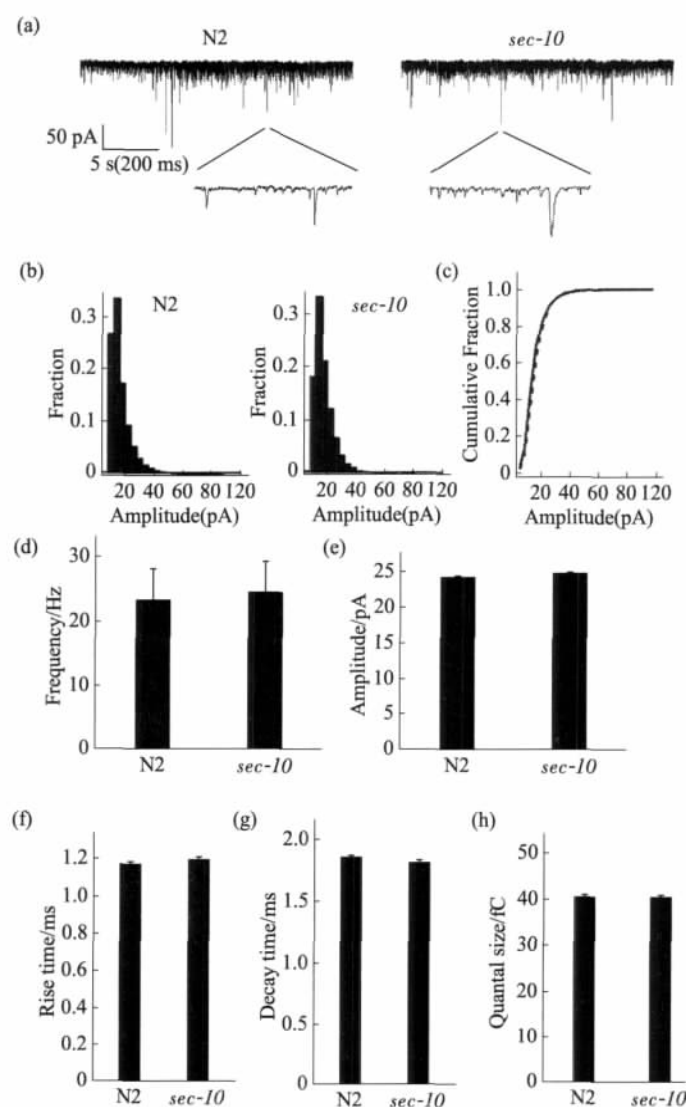 (a)
N2
sec-10
50 pA
5 s(200 ms)
(b)
N2
sec-10
(c)
Fraction
0.3
0.2
0.1
0
20 40 60 80 120
Amplitude(pA)
Fraction
0.3
0.2
0.1
0
20 40 60 80 120
Amplitude(pA)
Cumulative Fraction
1.0
0.8
0.6
0.4
0.2
0
20 40 60 80 120
Amplitude(pA)
(d)
Frequency/Hz
30
20
10
0
N2
sec-10
(e)
Amplitude/pA
25
20
15
10
5
0
N2
sec-10
(f)
Rise time/ms
1.2
1.0
0.8
0.6
0.4
0.2
0
N2
sec-10
(g)
Decay time/ms
2.0
1.5
1.0
0.5
0
N2
sec-10
(h)
Quantal size/fC
50
40
30
20
10
0
N2
sec-10